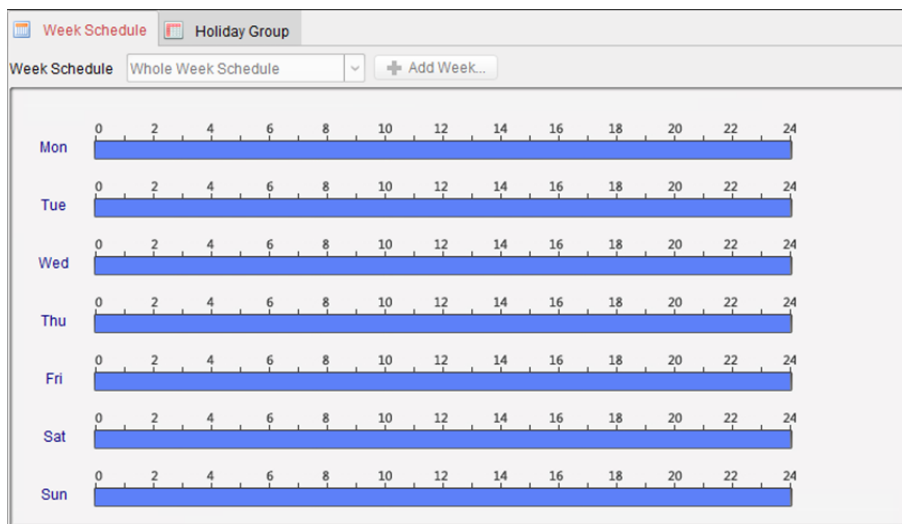 Week Schedule Holiday Group
Week Schedule Whole Week Schedule Add Week...
0 2 4 6 8 10 12 14 16 18 20 22 24
Mon
0 2 4 6 8 10 12 14 16 18 20 22 24
Tue
0 2 4 6 8 10 12 14 16 18 20 22 24
Wed
0 2 4 6 8 10 12 14 16 18 20 22 24
Thu
0 2 4 6 8 10 12 14 16 18 20 22 24
Fri
0 2 4 6 8 10 12 14 16 18 20 22 24
Sat
0 2 4 6 8 10 12 14 16 18 20 22 24
Sun